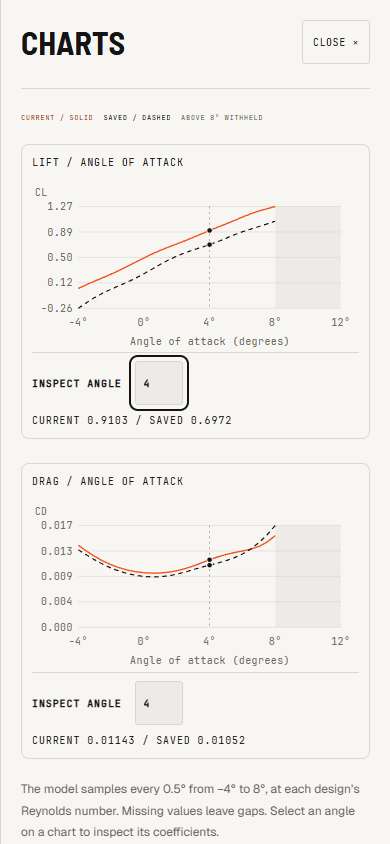 CHARTS
CLOSE ×
CURRENT / SOLID SAVED / DASHED ABOVE 8° WITHHELD
LIFT / ANGLE OF ATTACK
CL
1.27
0.89
0.50
0.12
-0.26
-4° 0° 4° 8° 12°
Angle of attack (degrees)
INSPECT ANGLE 4
CURRENT 0.9103 / SAVED 0.6972
DRAG / ANGLE OF ATTACK
CD
0.017
0.013
0.009
0.004
0.000
-4° 0° 4° 8° 12°
Angle of attack (degrees)
INSPECT ANGLE 4
CURRENT 0.01143 / SAVED 0.01052
The model samples every 0.5° from −4° to 8°, at each design's
Reynolds number. Missing values leave gaps. Select an angle
on a chart to inspect its coefficients.